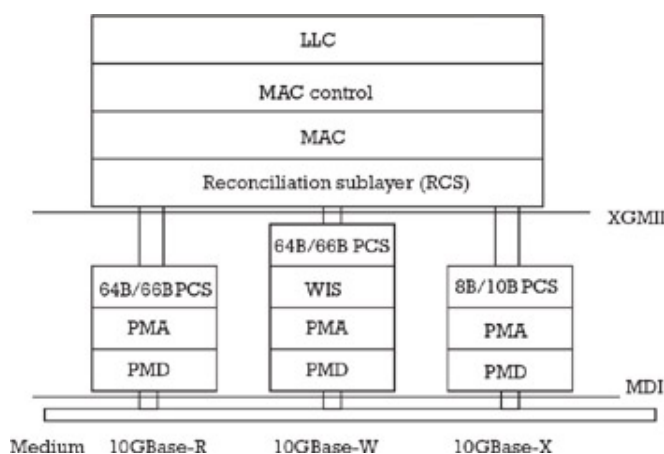 LLC
MAC control
MAC
Reconciliation sublayer (RCS)
XGMII
64B/66B PCS
64B/66B PCS
WIS
8B/10B PCS
PMA
PMA
PMA
PMD
PMD
PMD
MDI
Medium 10GBase-R 10GBase-W 10GBase-X